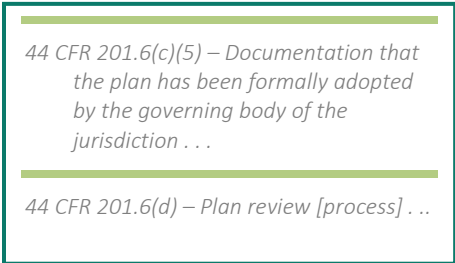 44 CFR 201.6(c)(5) – Documentation that
the plan has been formally adopted
by the governing body of the
jurisdiction . . .
44 CFR 201.6(d) – Plan review [process] . ..